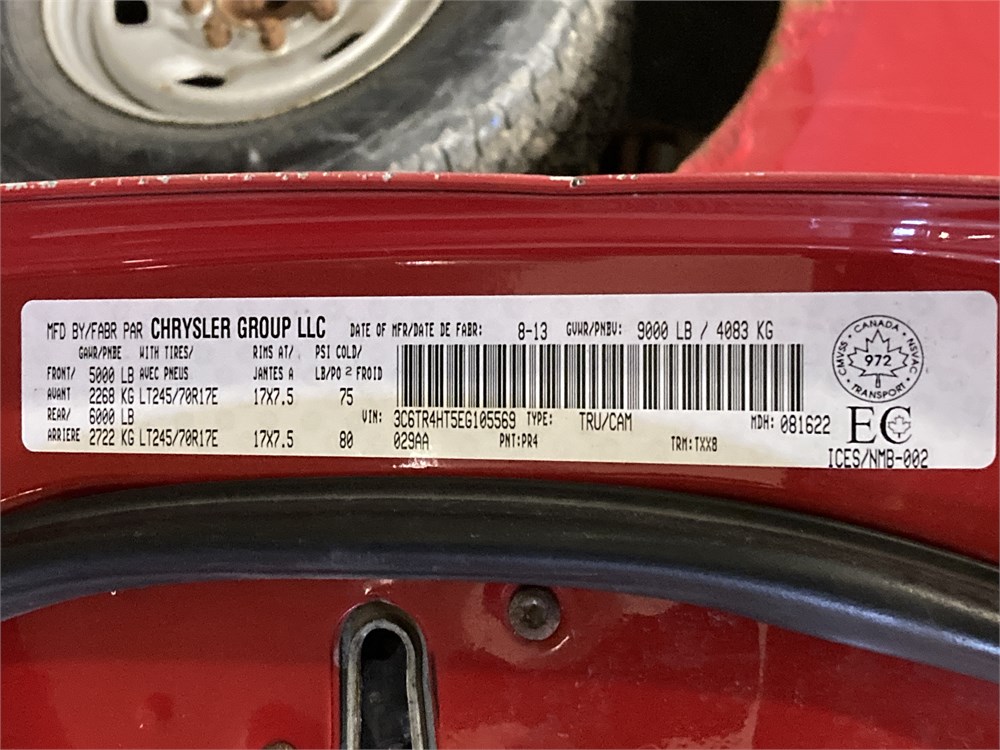 MFD BY/FABR PAR CHRYSLER GROUP LLC DATE OF MFR/DATE DE FABR: 8-13 GVWR/PNBV: 9000 LB / 4083 KG
GAWR/PNBE WITH TIRES/ RIMS AT/ PSI COLD/
FRONT/ 5000 LB AVEC PNEUS JANTES A LB/PO² FROID
AVANT 2268 KG LT245/70R17E 17X7.5 75
REAR/ 6000 LB VIN: 3C6TR4HT5EG105569 TYPE: TRU/CAM MDH: 081622
ARRIERE 2722 KG LT245/70R17E 17X7.5 80 029AA PNT:PR4 TRM:TXX8
CANADA
CMVSS 972 NSVAC
TRANSPORT
EC
ICES/NMB-002